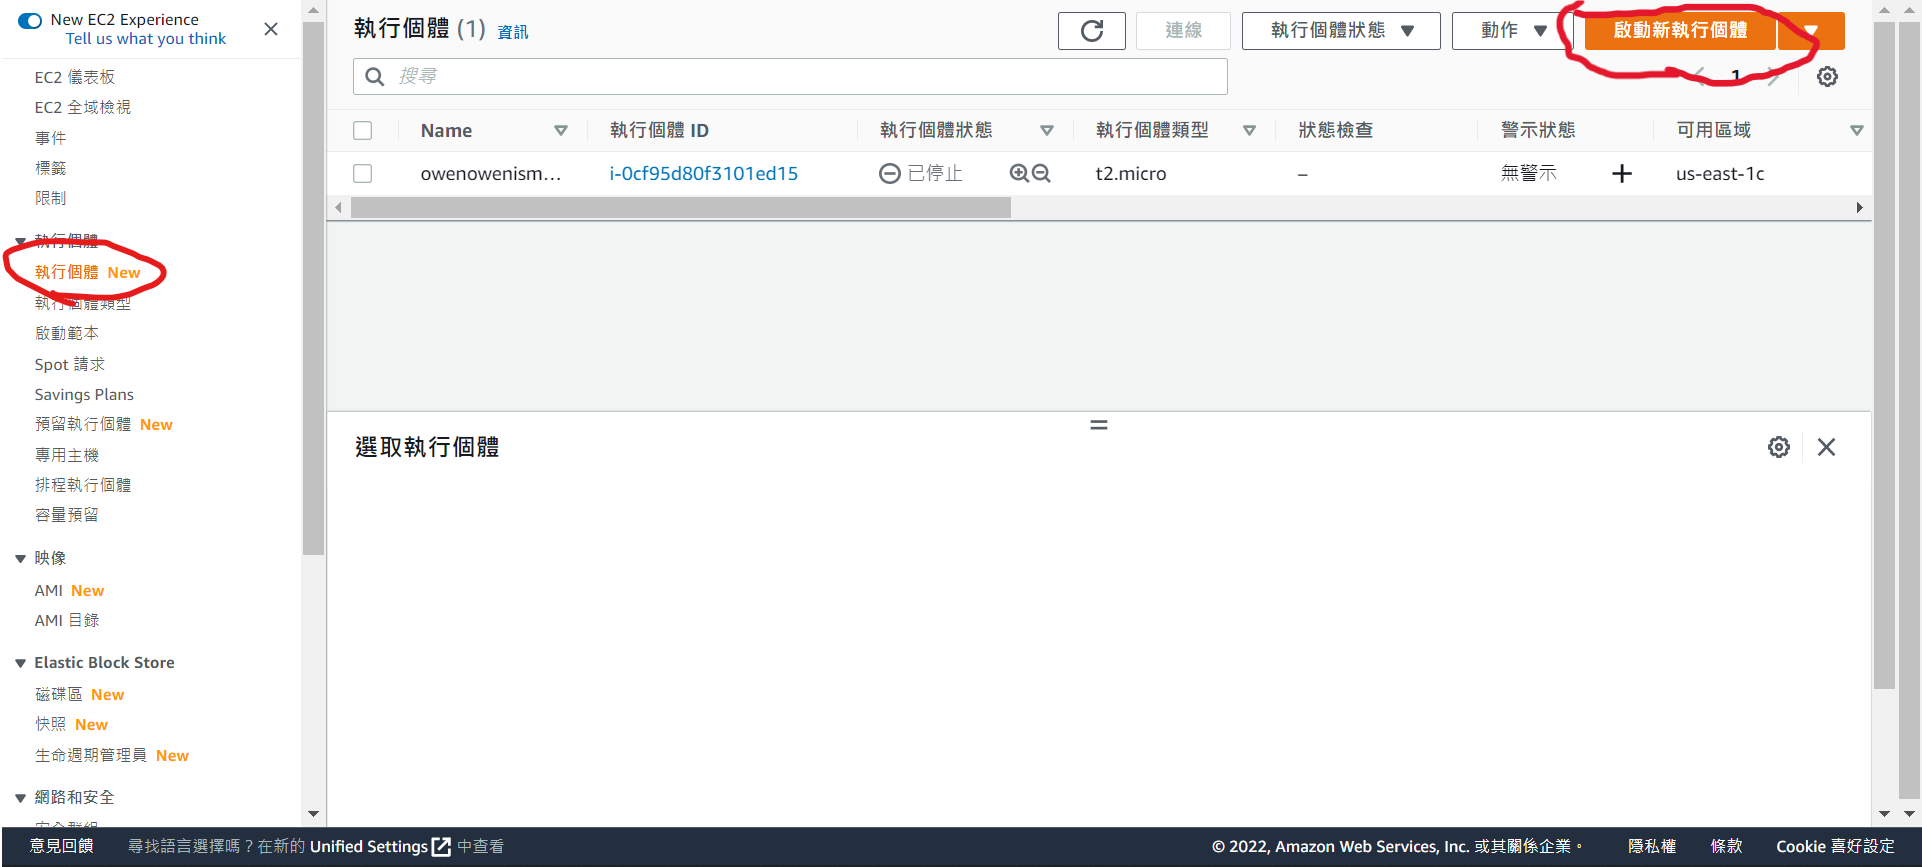 New EC2 Experience
Tell us what you think
EC2 儀表板
EC2 全域檢視
事件
標籤
限制
執行個體
執行個體 New
執行個體類型
啟動範本
Spot 請求
Savings Plans
預留執行個體 New
專用主機
排程執行個體
容量預留
映像
AMI New
AMI 目錄
Elastic Block Store
磁碟區 New
快照 New
生命週期管理員 New
網路和安全
安全群組
執行個體 (1) 資訊
連線
執行個體狀態
動作
啟動新執行個體
搜尋
1
Name 執行個體 ID 執行個體狀態 執行個體類型 狀態檢查 警示狀態 可用區域
owenowenism... i-0cf95d80f3101ed15 已停止 t2.micro – 無警示 + us-east-1c
選取執行個體
意見回饋 尋找語言選擇嗎？在新的 Unified Settings 中查看 © 2022, Amazon Web Services, Inc. 或其關係企業。 隱私權 條款 Cookie 喜好設定